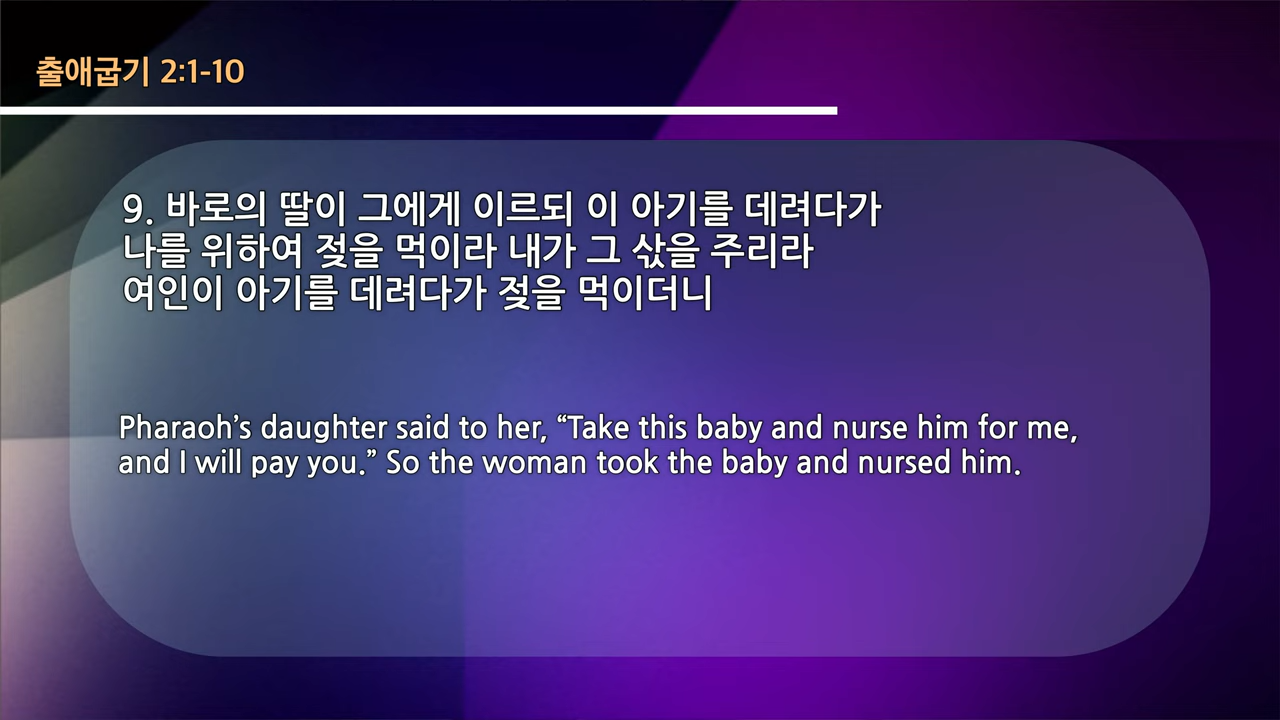 출애굽기 2:1-10
9. 바로의 딸이 그에게 이르되 이 아기를 데려다가
나를 위하여 젖을 먹이라 내가 그 삯을 주리라
여인이 아기를 데려다가 젖을 먹이더니
Pharaoh’s daughter said to her, “Take this baby and nurse him for me,
and I will pay you.” So the woman took the baby and nursed him.